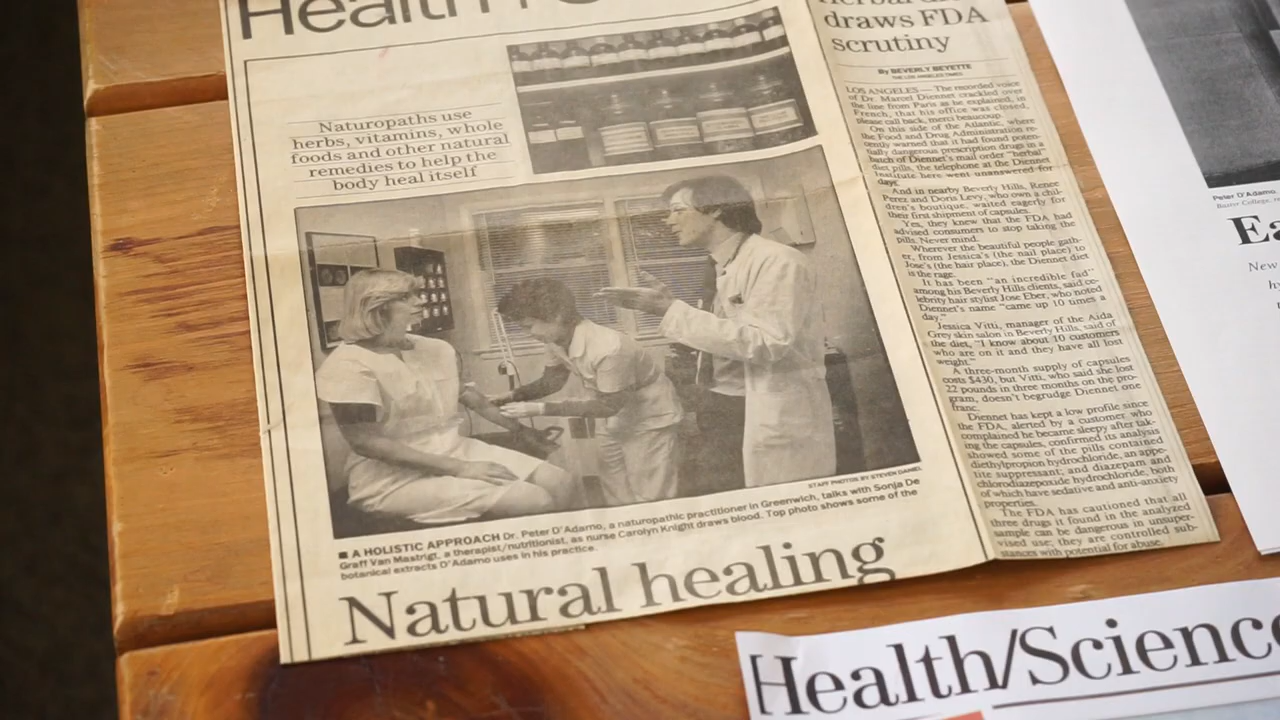 Health
Naturopaths use
herbs, vitamins, whole
foods and other natural
remedies to help the
body heal itself
STAFF PHOTOS BY STEVEN DANIEL
■ A HOLISTIC APPROACH Dr. Peter D'Adamo, a naturopathic practitioner in Greenwich, talks with Sonja De
Graff Van Mastrigt, a therapist/nutritionist, as nurse Carolyn Knight draws blood. Top photo shows some of the
botanical extracts D'Adamo uses in his practice.
Natural healing
draws FDA
scrutiny
By BEVERLY BEYETTE
THE LOS ANGELES TIMES
LOS ANGELES — The recorded voice
of Dr. Marcel Diennet crackled over
the line from Paris as he explained, in
French, that his office was closed,
please call back, merci beaucoup.
On this side of the Atlantic, where
the Food and Drug Administration re-
cently warned that it had found poten-
tially dangerous prescription drugs in a
batch of Diennet's mail order "herbal"
diet pills, the telephone at the Diennet
Institute here went unanswered for
days.
And in nearby Beverly Hills, Renee
Perez and Doris Levy, who own a chil-
dren's boutique, waited eagerly for
their first shipment of capsules.
Yes, they knew that the FDA had
advised consumers to stop taking the
pills. Never mind.
Wherever the beautiful people gath-
er, from Jessica's (the nail place) to
Jose's (the hair place), the Diennet diet
is the rage.
It has been "an incredible fad"
among his Beverly Hills clients, said ce-
lebrity hair stylist Jose Eber, who noted
Diennet's name "came up 10 times a
day."
Jessica Vitti, manager of the Aida
Grey skin salon in Beverly Hills, said of
the diet, "I know about 10 customers
who are on it and they have all lost
weight."
A three-month supply of capsules
costs $430, but Vitti, who said she lost
22 pounds in three months on the pro-
gram, doesn't begrudge Diennet one
franc.
Diennet has kept a low profile since
the FDA, alerted by a customer who
complained he became sleepy after tak-
ing the capsules, confirmed its analysis
showed some of the pills contained
diethylpropion hydrochloride, an appe-
tite suppressant; and diazepam and
chlorodiazepoxide hydrochloride, both
of which have sedative and anti-anxiety
properties.
The FDA has cautioned that all
three drugs it found in the analyzed
sample can be dangerous in unsuper-
vised use; they are controlled sub-
stances with potential for abuse.
Peter D'Adamo,
Ea
New
Health/Science